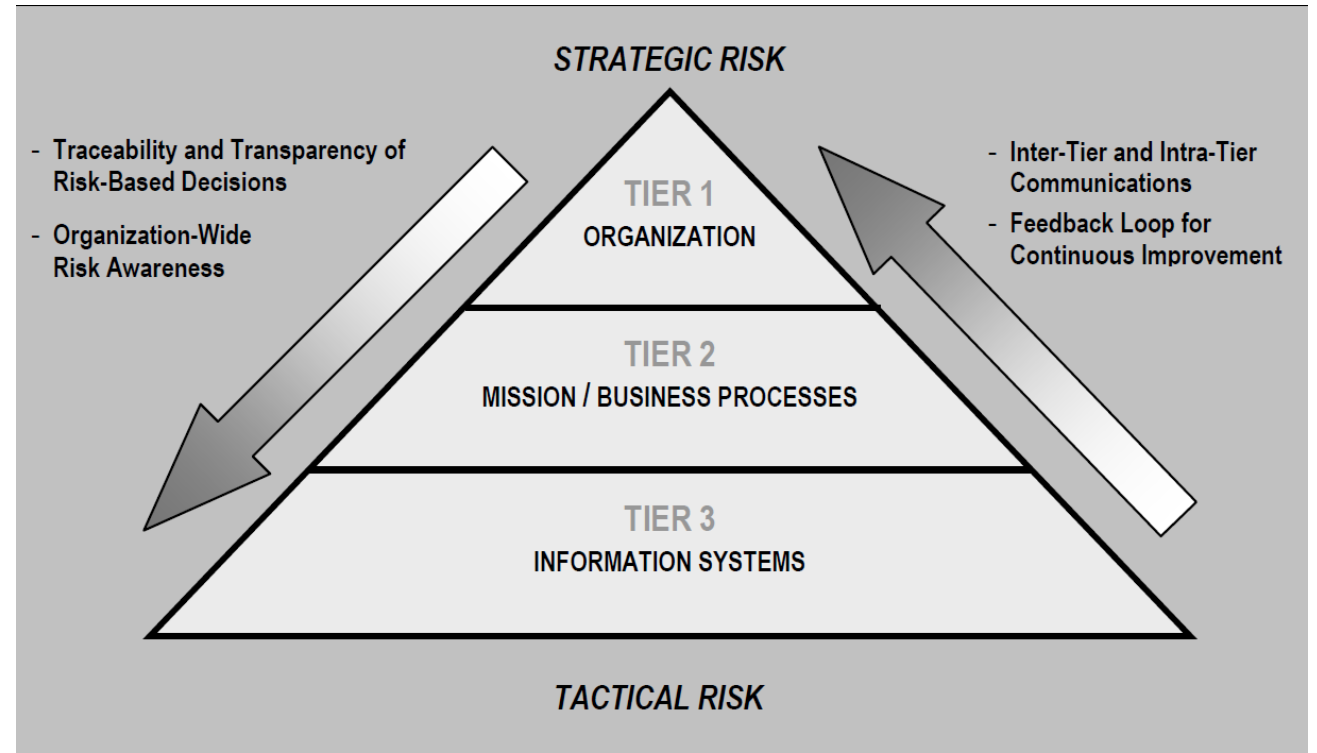 STRATEGIC RISK
- Traceability and Transparency of
Risk-Based Decisions
- Organization-Wide
Risk Awareness
- Inter-Tier and Intra-Tier
Communications
- Feedback Loop for
Continuous Improvement
TIER 1
ORGANIZATION
TIER 2
MISSION / BUSINESS PROCESSES
TIER 3
INFORMATION SYSTEMS
TACTICAL RISK